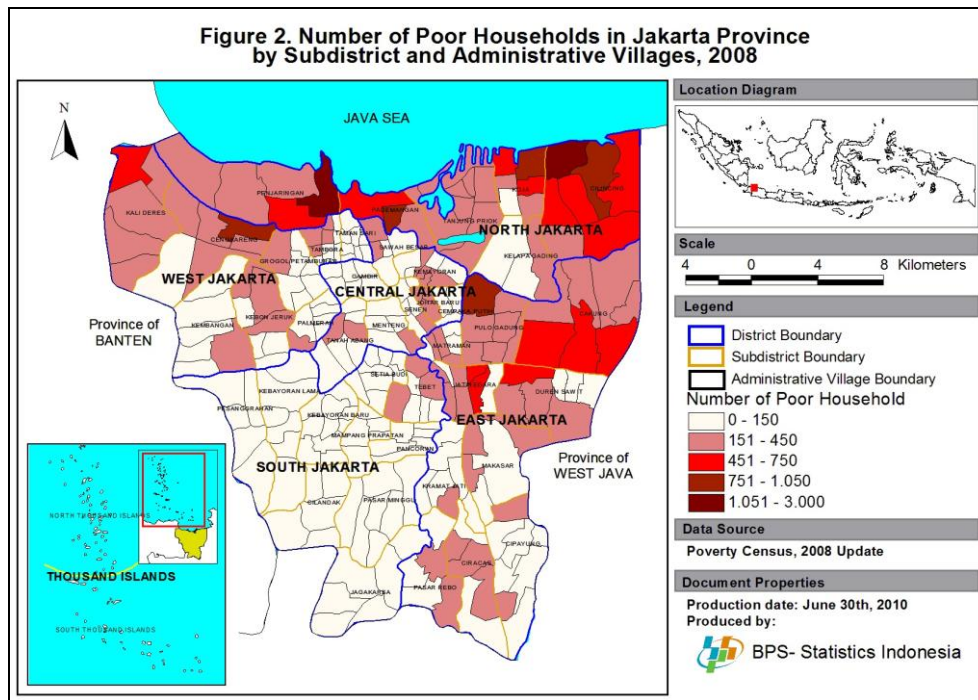 Figure 2. Number of Poor Households in Jakarta Province
by Subdistrict and Administrative Villages, 2008
N
JAVA SEA
PENJARINGAN
KALI DERES
CENGKARENG
PADEMANGAN
TANJUNG PRIOK
KOJA
CILINCING
NORTH JAKARTA
TAMAN SARI
TAMBORA
SAWAH BESAR
GROGOL PETAMBURAN
KELAPA GADING
WEST JAKARTA
GAMBIR
KEMAYORAN
CENTRAL JAKARTA
JOHAR BARU
SENEN
CEMPAKA PUTIH
CAKUNG
KEBON JERUK
KEMBANGAN
PALMERAH
MENTENG
PULO GADUNG
TANAH ABANG
MATRAMAN
Province of
BANTEN
SETIA BUDI
TEBET
JATINEGARA
DUREN SAWIT
KEBAYORAN LAMA
PESANGGRAHAN
KEBAYORAN BARU
EAST JAKARTA
MAMPANG PRAPATAN
PANCORAN
SOUTH JAKARTA
MAKASAR
Province of
WEST JAVA
KRAMAT JATI
CILANDAK
PASAR MINGGU
CIPAYUNG
CIRACAS
PASAR REBO
JAGAKARSA
NORTH THOUSAND ISLANDS
THOUSAND ISLANDS
SOUTH THOUSAND ISLANDS
Location Diagram
Scale
4 0 4 8 Kilometers
Legend
District Boundary
Subdistrict Boundary
Administrative Village Boundary
Number of Poor Household
0 - 150
151 - 450
451 - 750
751 - 1.050
1.051 - 3.000
Data Source
Poverty Census, 2008 Update
Document Properties
Production date: June 30th, 2010
Produced by:
BPS- Statistics Indonesia